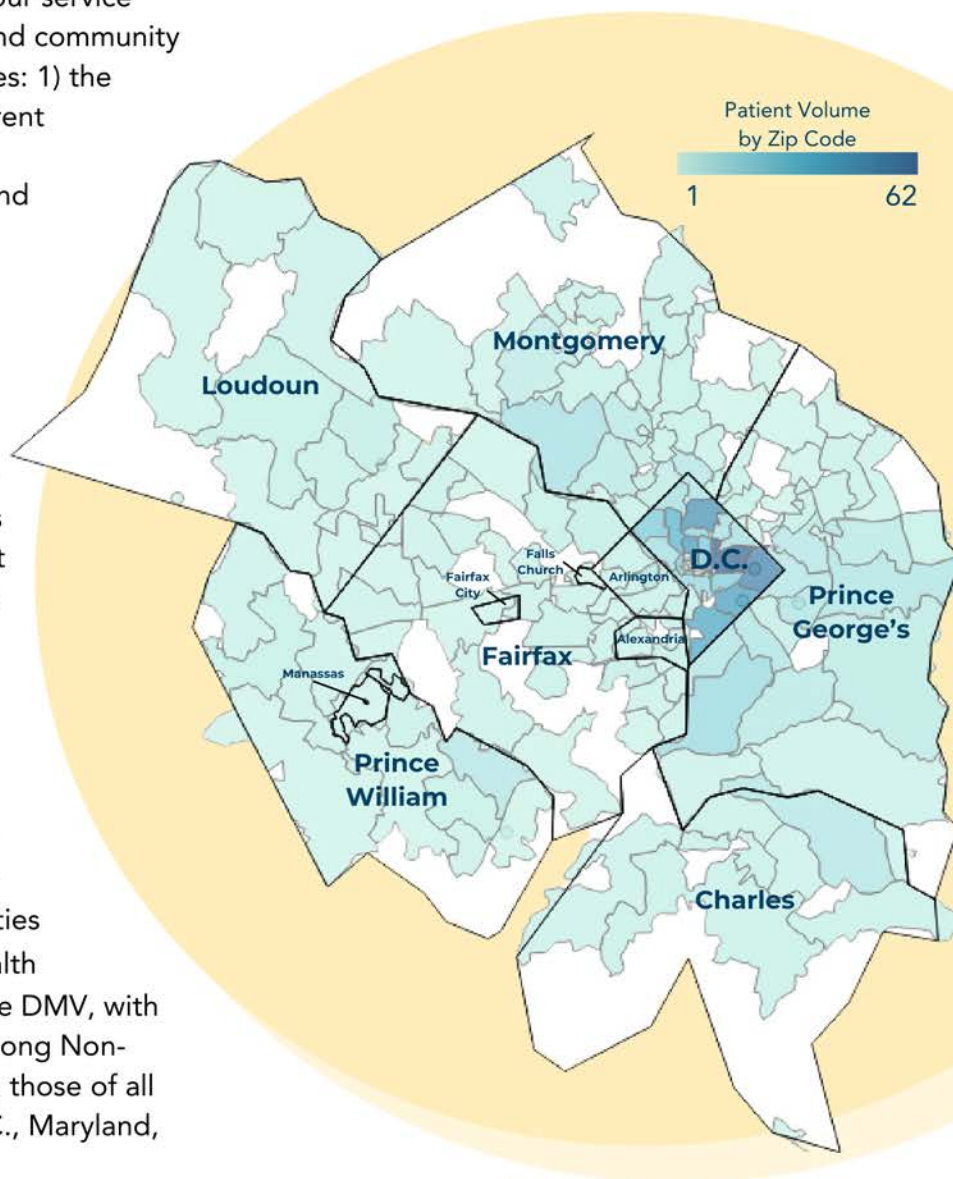 our service
nd community
es: 1) the
rent
nd
s
t
ties
alth
e DMV, with
ong Non-
those of all
C., Maryland,
Patient Volume
by Zip Code
1 62
Montgomery
Loudoun
D.C.
Falls
Church
Arlington
Fairfax
City
Prince
George's
Alexandria
Fairfax
Manassas
Prince
William
Charles